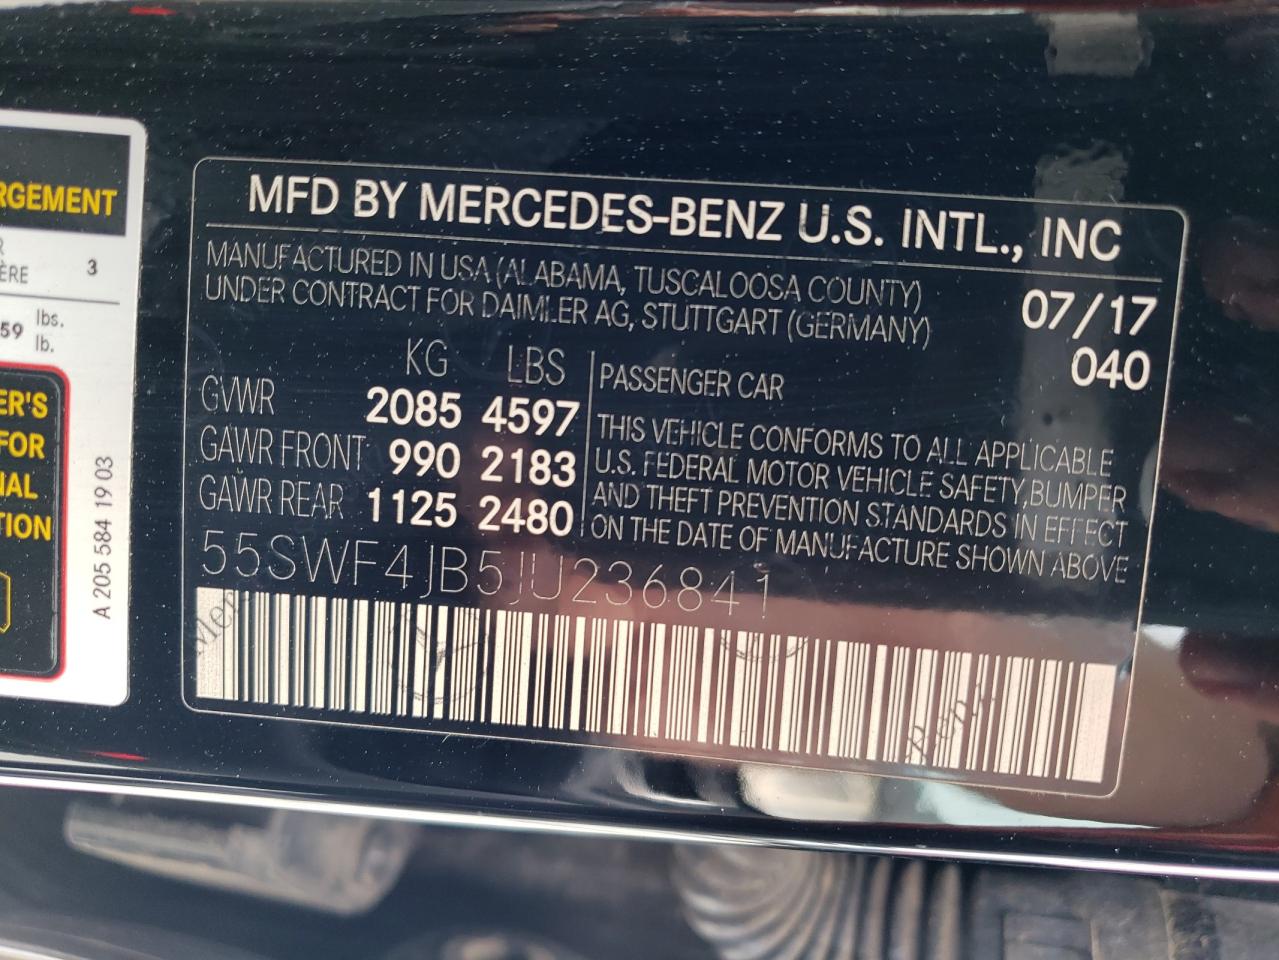 RGEMENT
R
ÈRE 3
59 lbs.
lb.
ER'S
FOR
NAL
TION
A 205 584 19 03
MFD BY MERCEDES-BENZ U.S. INTL., INC
MANUFACTURED IN USA (ALABAMA, TUSCALOOSA COUNTY)
UNDER CONTRACT FOR DAIMLER AG, STUTTGART (GERMANY)
07/17
040
KG LBS
GVWR 2085 4597
GAWR FRONT 990 2183
GAWR REAR 1125 2480
PASSENGER CAR
THIS VEHICLE CONFORMS TO ALL APPLICABLE
U.S. FEDERAL MOTOR VEHICLE SAFETY, BUMPER
AND THEFT PREVENTION STANDARDS IN EFFECT
ON THE DATE OF MANUFACTURE SHOWN ABOVE
55SWF4JB5JU236841